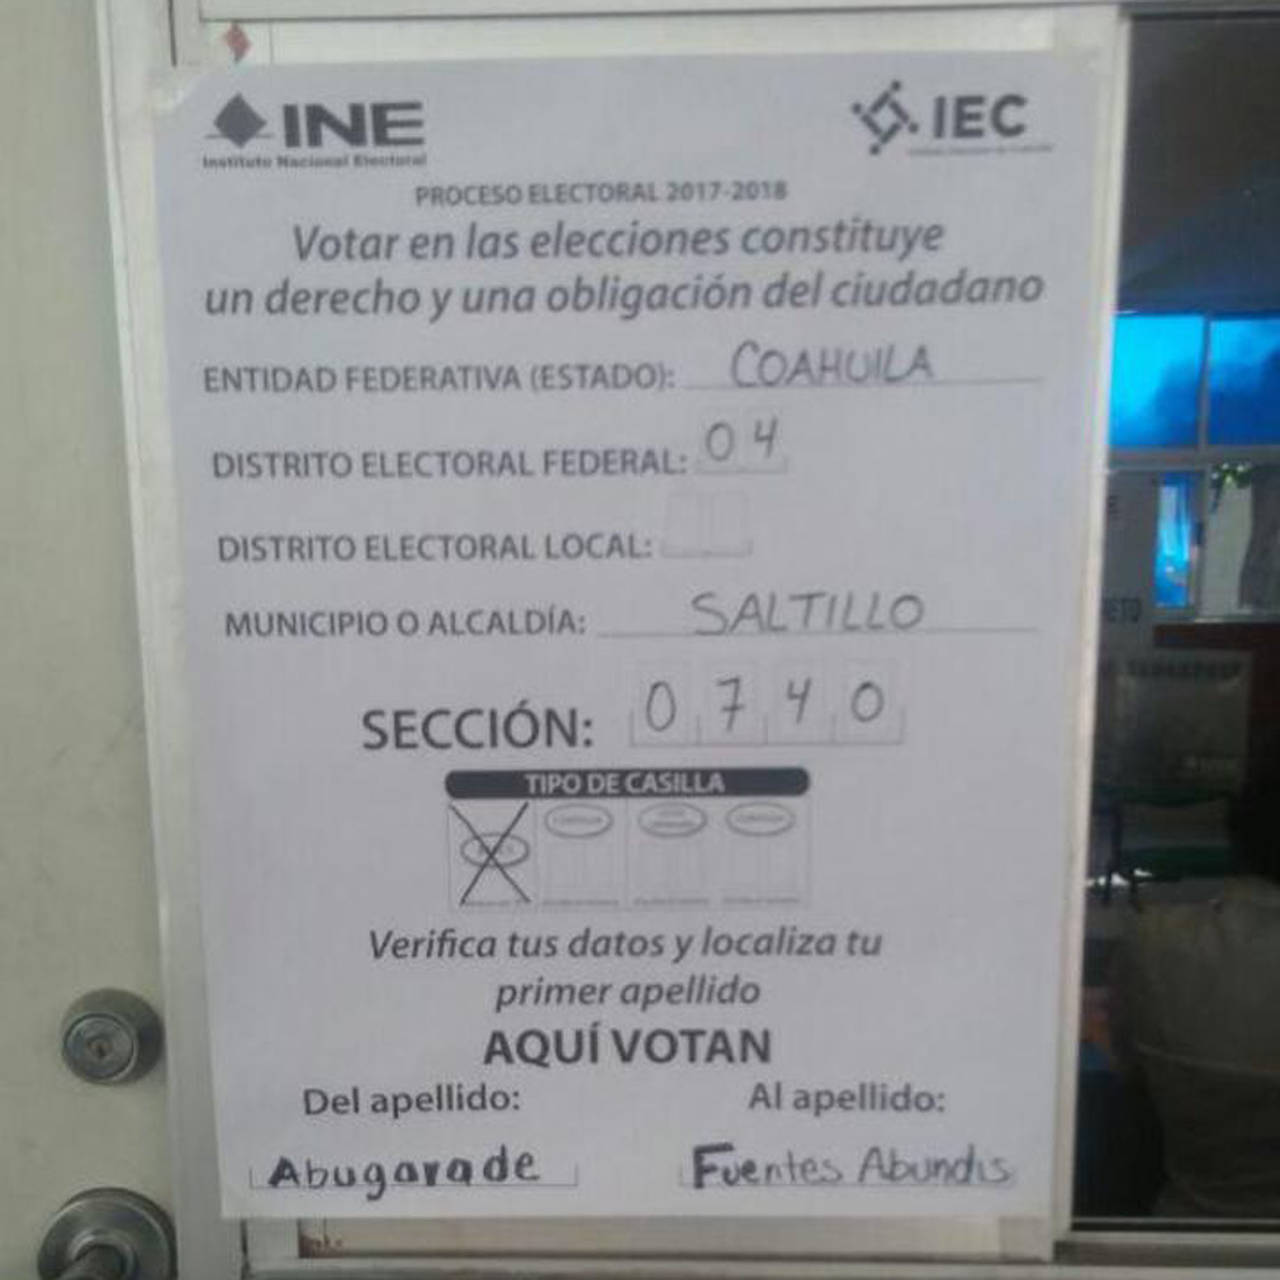 INE
Instituto Nacional Electoral
IEC
PROCESO ELECTORAL 2017-2018
Votar en las elecciones constituye
un derecho y una obligación del ciudadano
ENTIDAD FEDERATIVA (ESTADO): COAHUILA
DISTRITO ELECTORAL FEDERAL: 04
DISTRITO ELECTORAL LOCAL:
MUNICIPIO O ALCALDÍA: SALTILLO
SECCIÓN: 0740
TIPO DE CASILLA
Verifica tus datos y localiza tu
primer apellido
AQUÍ VOTAN
Del apellido: Al apellido:
Abugarade Fuentes Abundis